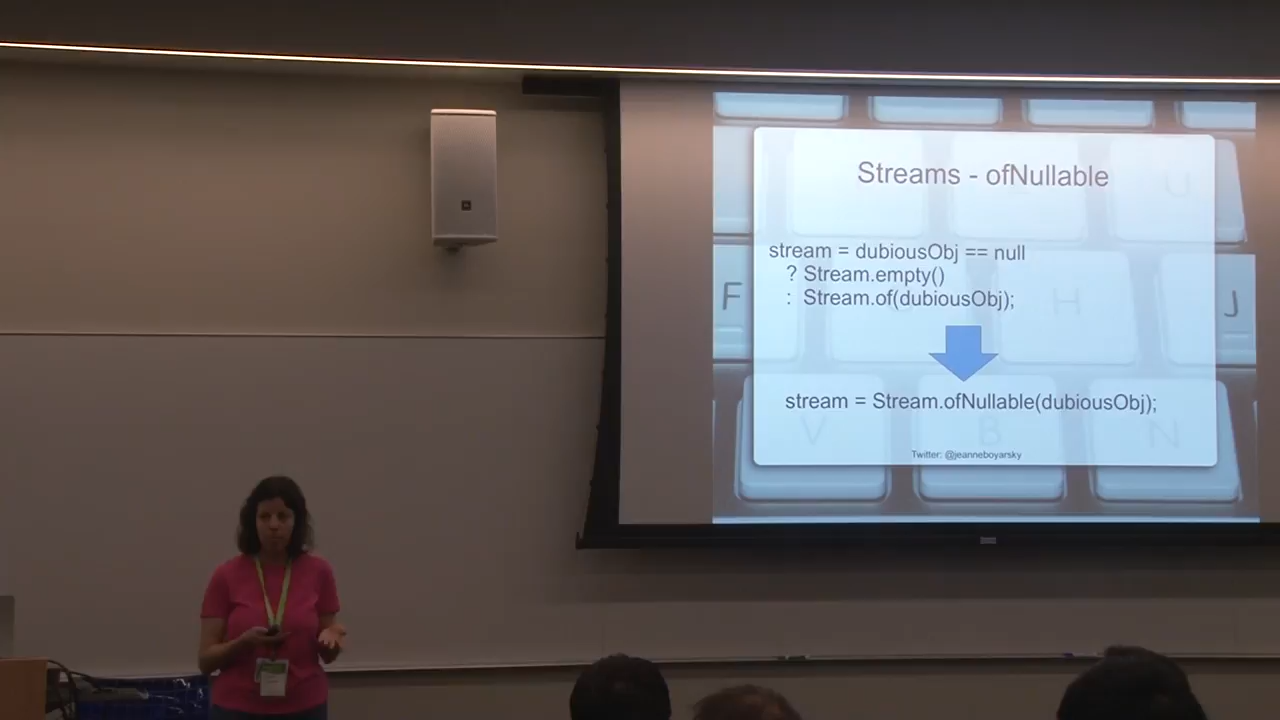 Streams - ofNullable
stream = dubiousObj == null
? Stream.empty()
: Stream.of(dubiousObj);
stream = Stream.ofNullable(dubiousObj);
Twitter: @jeanneboyarsky
F
H
J
U
V
B
N